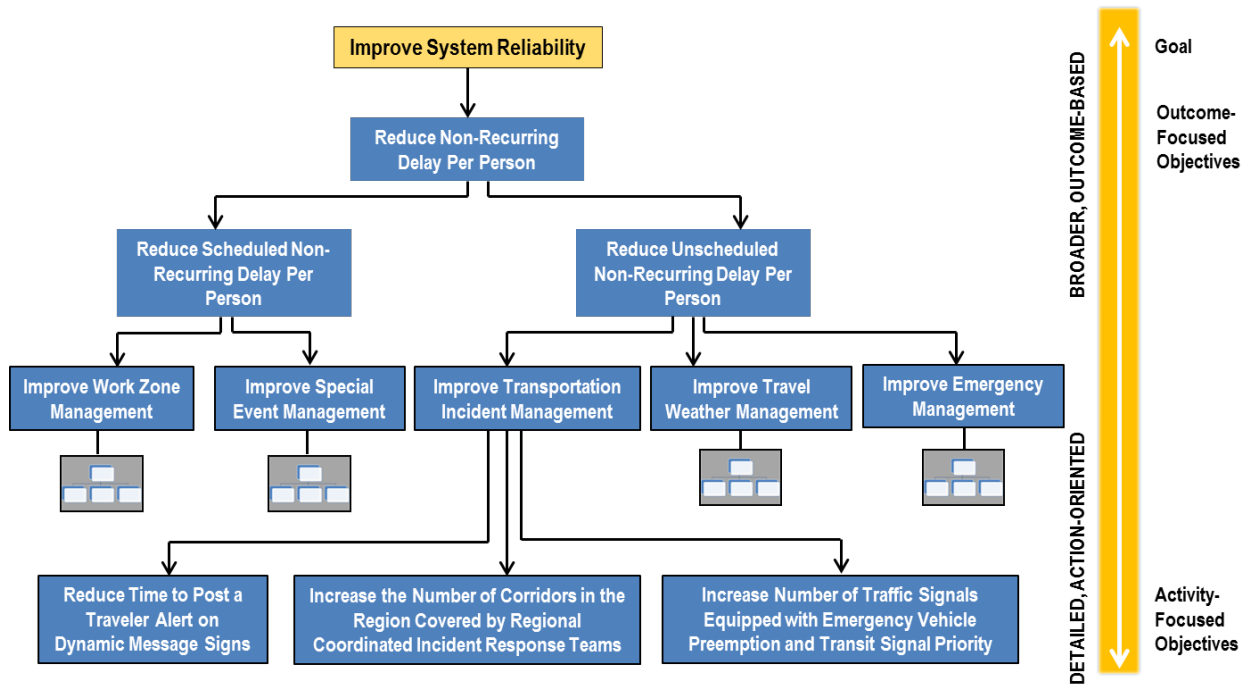 Improve System Reliability
Reduce Non-Recurring
Delay Per Person
Reduce Scheduled Non-
Recurring Delay Per
Person
Reduce Unscheduled
Non-Recurring Delay Per
Person
Improve Work Zone
Management
Improve Special
Event Management
Improve Transportation
Incident Management
Improve Travel
Weather Management
Improve Emergency
Management
Reduce Time to Post a
Traveler Alert on
Dynamic Message Signs
Increase the Number of Corridors in the
Region Covered by Regional
Coordinated Incident Response Teams
Increase Number of Traffic Signals
Equipped with Emergency Vehicle
Preemption and Transit Signal Priority
BROADER, OUTCOME-BASED
DETAILED, ACTION-ORIENTED
Goal
Outcome-
Focused
Objectives
Activity-
Focused
Objectives